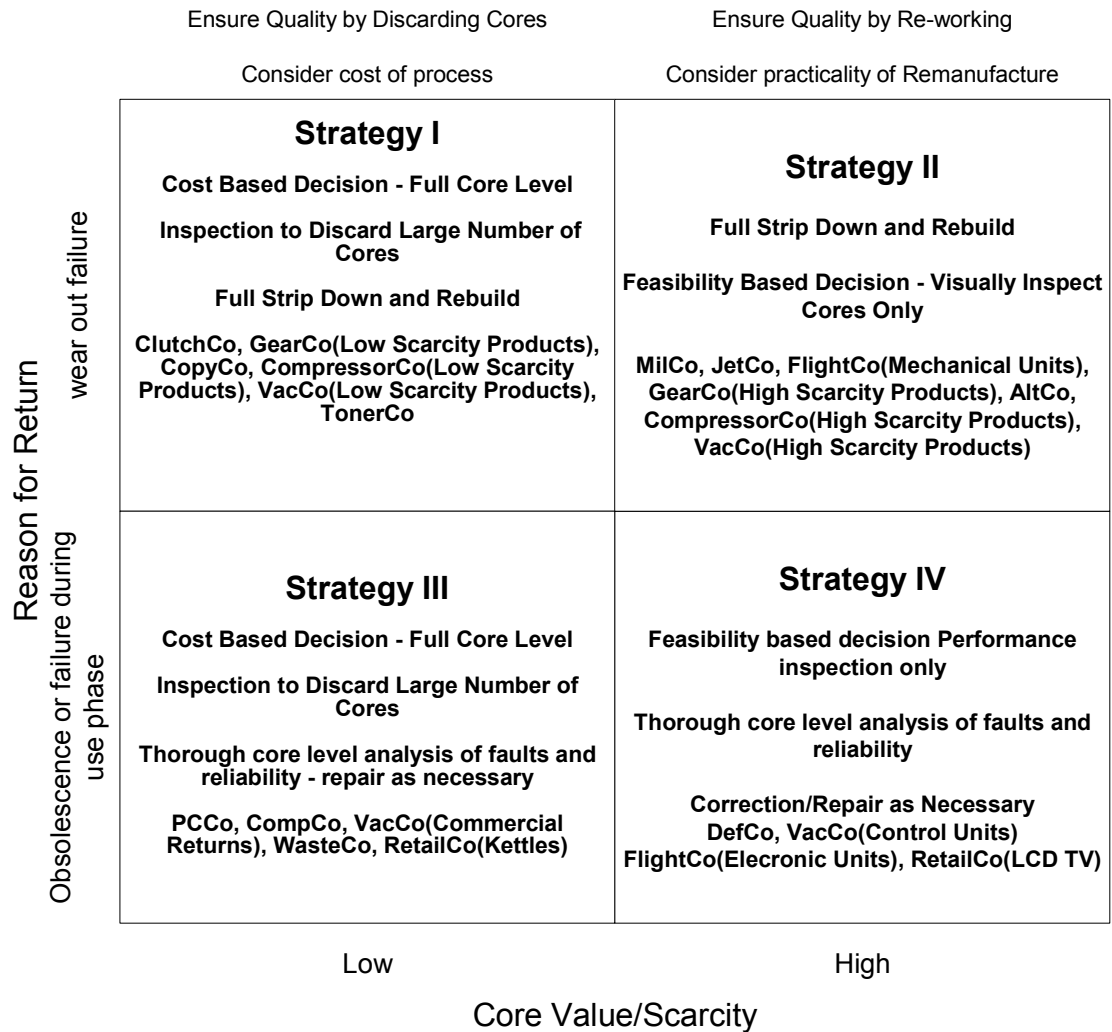 Ensure Quality by Discarding Cores
Consider cost of process
Ensure Quality by Re-working
Consider practicality of Remanufacture
Reason for Return
wear out failure
Obsolescence or failure during
use phase
Strategy I
Cost Based Decision - Full Core Level
Inspection to Discard Large Number of
Cores
Full Strip Down and Rebuild
ClutchCo, GearCo(Low Scarcity Products),
CopyCo, CompressorCo(Low Scarcity
Products), VacCo(Low Scarcity Products),
TonerCo
Strategy II
Full Strip Down and Rebuild
Feasibility Based Decision - Visually Inspect
Cores Only
MilCo, JetCo, FlightCo(Mechanical Units),
GearCo(High Scarcity Products), AltCo,
CompressorCo(High Scarcity Products),
VacCo(High Scarcity Products)
Strategy III
Cost Based Decision - Full Core Level
Inspection to Discard Large Number of
Cores
Thorough core level analysis of faults and
reliability - repair as necessary
PCCo, CompCo, VacCo(Commercial
Returns), WasteCo, RetailCo(Kettles)
Strategy IV
Feasibility based decision Performance
inspection only
Thorough core level analysis of faults and
reliability
Correction/Repair as Necessary
DefCo, VacCo(Control Units)
FlightCo(Elecronic Units), RetailCo(LCD TV)
Low
High
Core Value/Scarcity